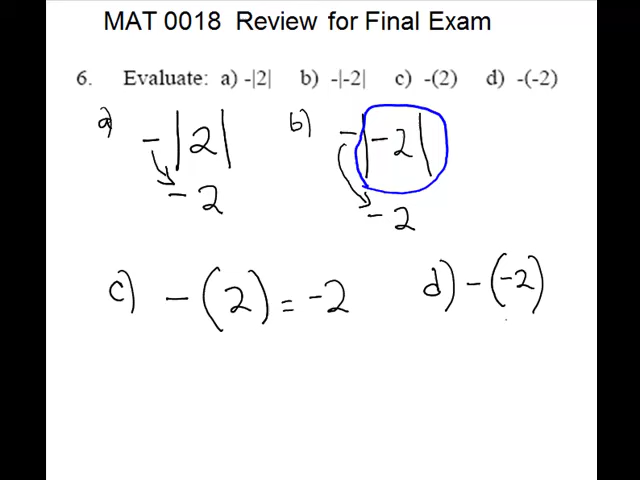 MAT 0018 Review for Final Exam
6. Evaluate: a) -|2| b) -|-2| c) -(2) d) -(-2)
a) -|2| b) -|-2|
-2 -2
c) -(2) = -2 d) -(-2)